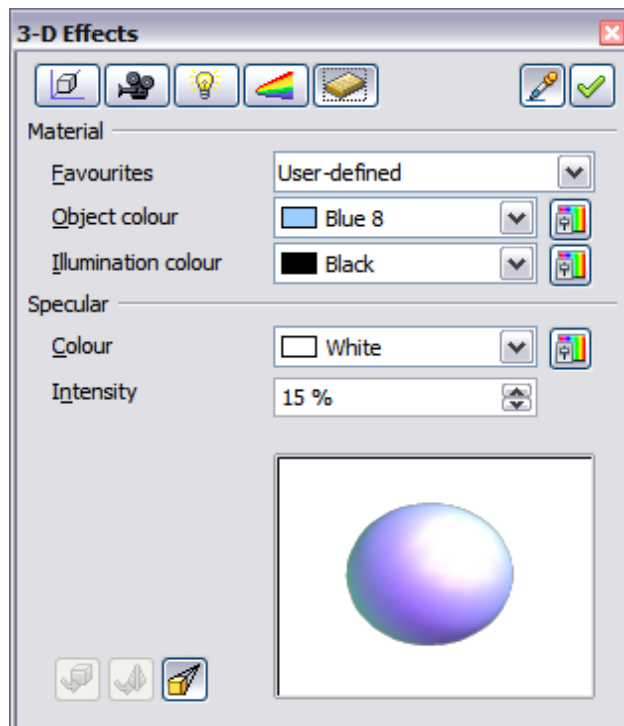 3-D Effects
Material
Favourites User-defined
Object colour Blue 8
Illumination colour Black
Specular
Colour White
Intensity 15 %